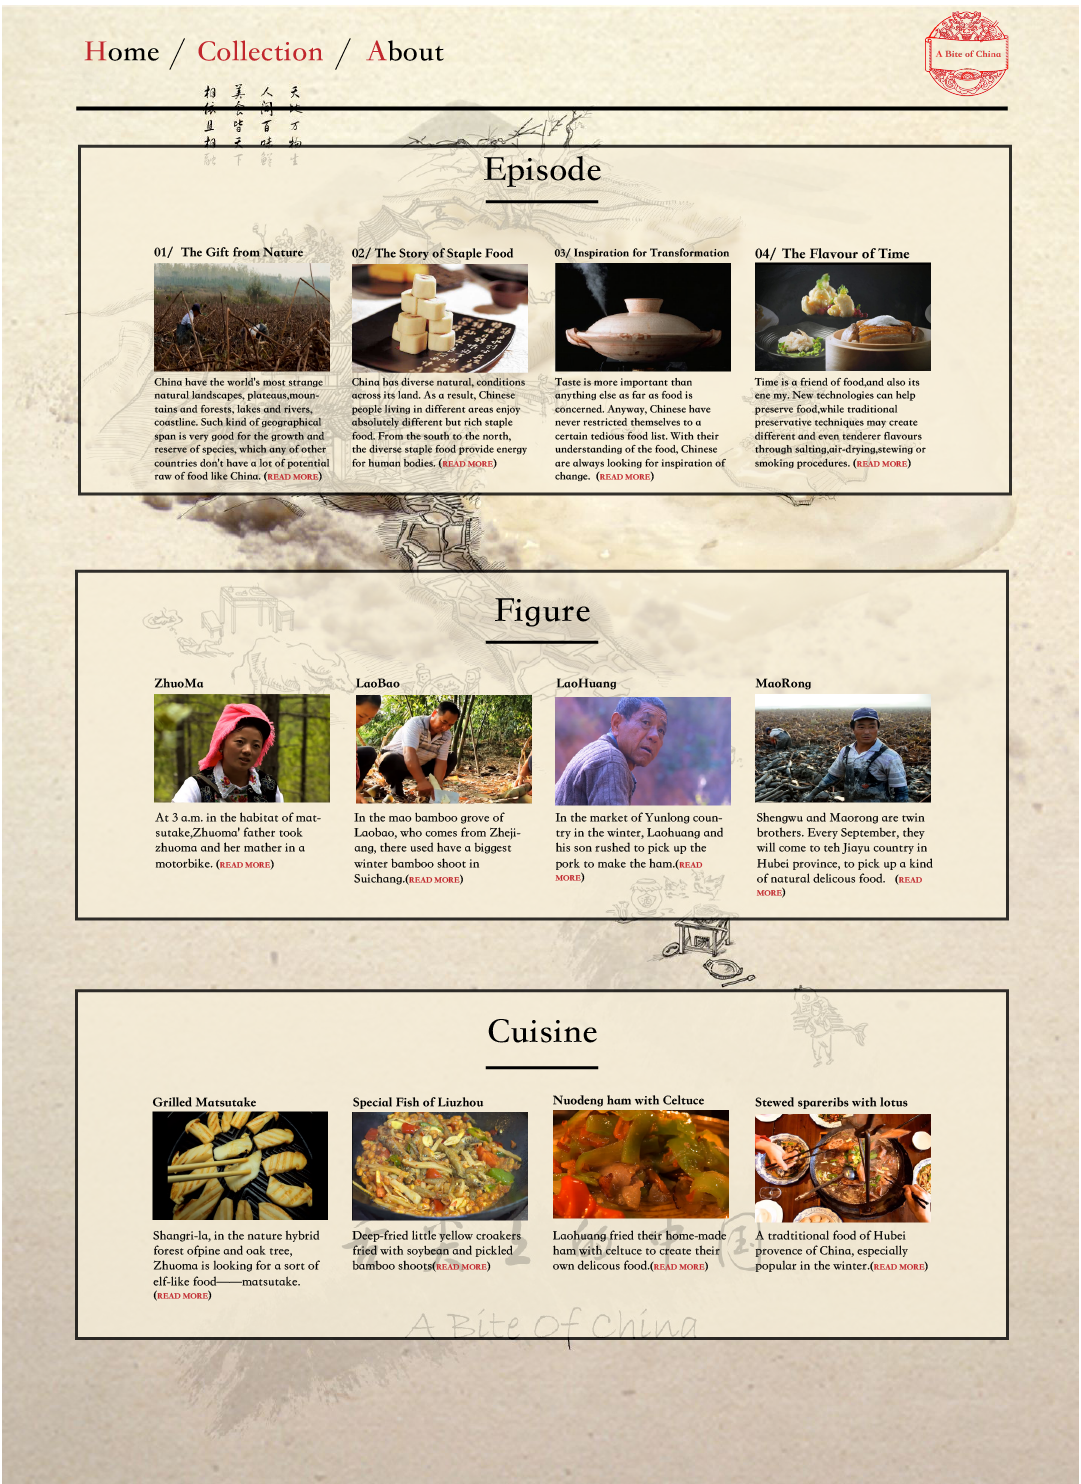 Home / Collection / About
A Bite of China
天地万物生
人间百味鲜
美食皆天下
相依且相融
Episode
01/ The Gift from Nature
China have the world's most strange
natural landscapes, plateaus,moun-
tains and forests, lakes and rivers,
coastline. Such kind of geographical
span is very good for the growth and
reserve of species, which any of other
countries don't have a lot of potential
raw of food like China. (READ MORE)
02/ The Story of Staple Food
China has diverse natural, conditions
across its land. As a result, Chinese
people living in different areas enjoy
absolutely different but rich staple
food. From the south to the north,
the diverse staple food provide energy
for human bodies. (READ MORE)
03/ Inspiration for Transformation
Taste is more important than
anything else as far as food is
concerned. Anyway, Chinese have
never restricted themselves to a
certain tedious food list. With their
understanding of the food, Chinese
are always looking for inspiration of
change. (READ MORE)
04/ The Flavour of Time
Time is a friend of food,and also its
ene my. New technologies can help
preserve food,while traditional
preservative techniques may create
different and even tenderer flavours
through salting,air-drying,stewing or
smoking procedures. (READ MORE)
Figure
ZhuoMa
At 3 a.m. in the habitat of mat-
sutake,Zhuoma' father took
zhuoma and her mather in a
motorbike. (READ MORE)
LaoBao
In the mao bamboo grove of
Laobao, who comes from Zheji-
ang, there used have a biggest
winter bamboo shoot in
Suichang.(READ MORE)
LaoHuang
In the market of Yunlong coun-
try in the winter, Laohuang and
his son rushed to pick up the
pork to make the ham.(READ
MORE)
MaoRong
Shengwu and Maorong are twin
brothers. Every September, they
will come to teh Jiayu country in
Hubei province, to pick up a kind
of natural delicous food. (READ
MORE)
Cuisine
Grilled Matsutake
Shangri-la, in the nature hybrid
forest ofpine and oak tree,
Zhuoma is looking for a sort of
elf-like food——matsutake.
(READ MORE)
Special Fish of Liuzhou
Deep-fried little yellow croakers
fried with soybean and pickled
bamboo shoots(READ MORE)
Nuodeng ham with Celtuce
Laohuang fried their home-made
ham with celtuce to create their
own delicous food.(READ MORE)
Stewed spareribs with lotus
A tradtitional food of Hubei
provence of China, especially
popular in the winter.(READ MORE)
舌尖上的中国
A Bite Of China